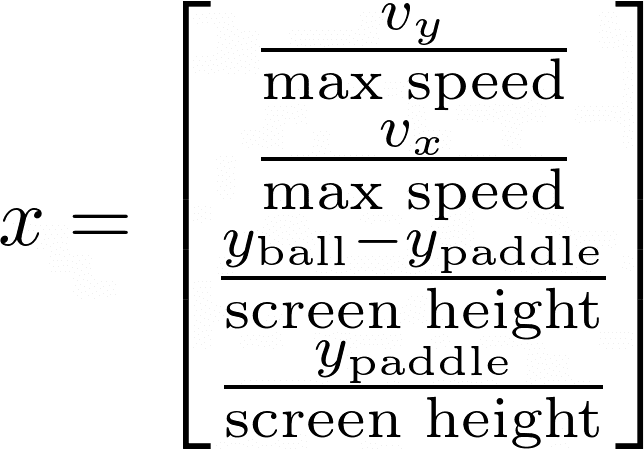 v_y
max speed
v_x
max speed
x =
y_ball − y_paddle
screen height
y_paddle
screen height